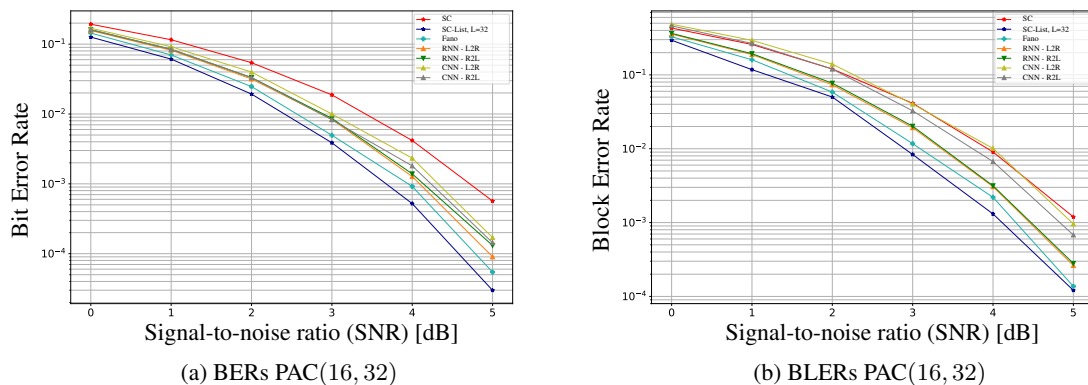 10⁻¹
10⁻²
10⁻³
10⁻⁴
Bit Error Rate
0 1 2 3 4 5
Signal-to-noise ratio (SNR) [dB]
SC
SC-List, L=32
Fano
RNN - L2R
RNN - R2L
CNN - L2R
CNN - R2L
(a) BERs PAC(16, 32)
10⁻¹
10⁻²
10⁻³
10⁻⁴
Block Error Rate
0 1 2 3 4 5
Signal-to-noise ratio (SNR) [dB]
SC
SC-List, L=32
Fano
RNN - L2R
RNN - R2L
CNN - L2R
CNN - R2L
(b) BLERs PAC(16, 32)